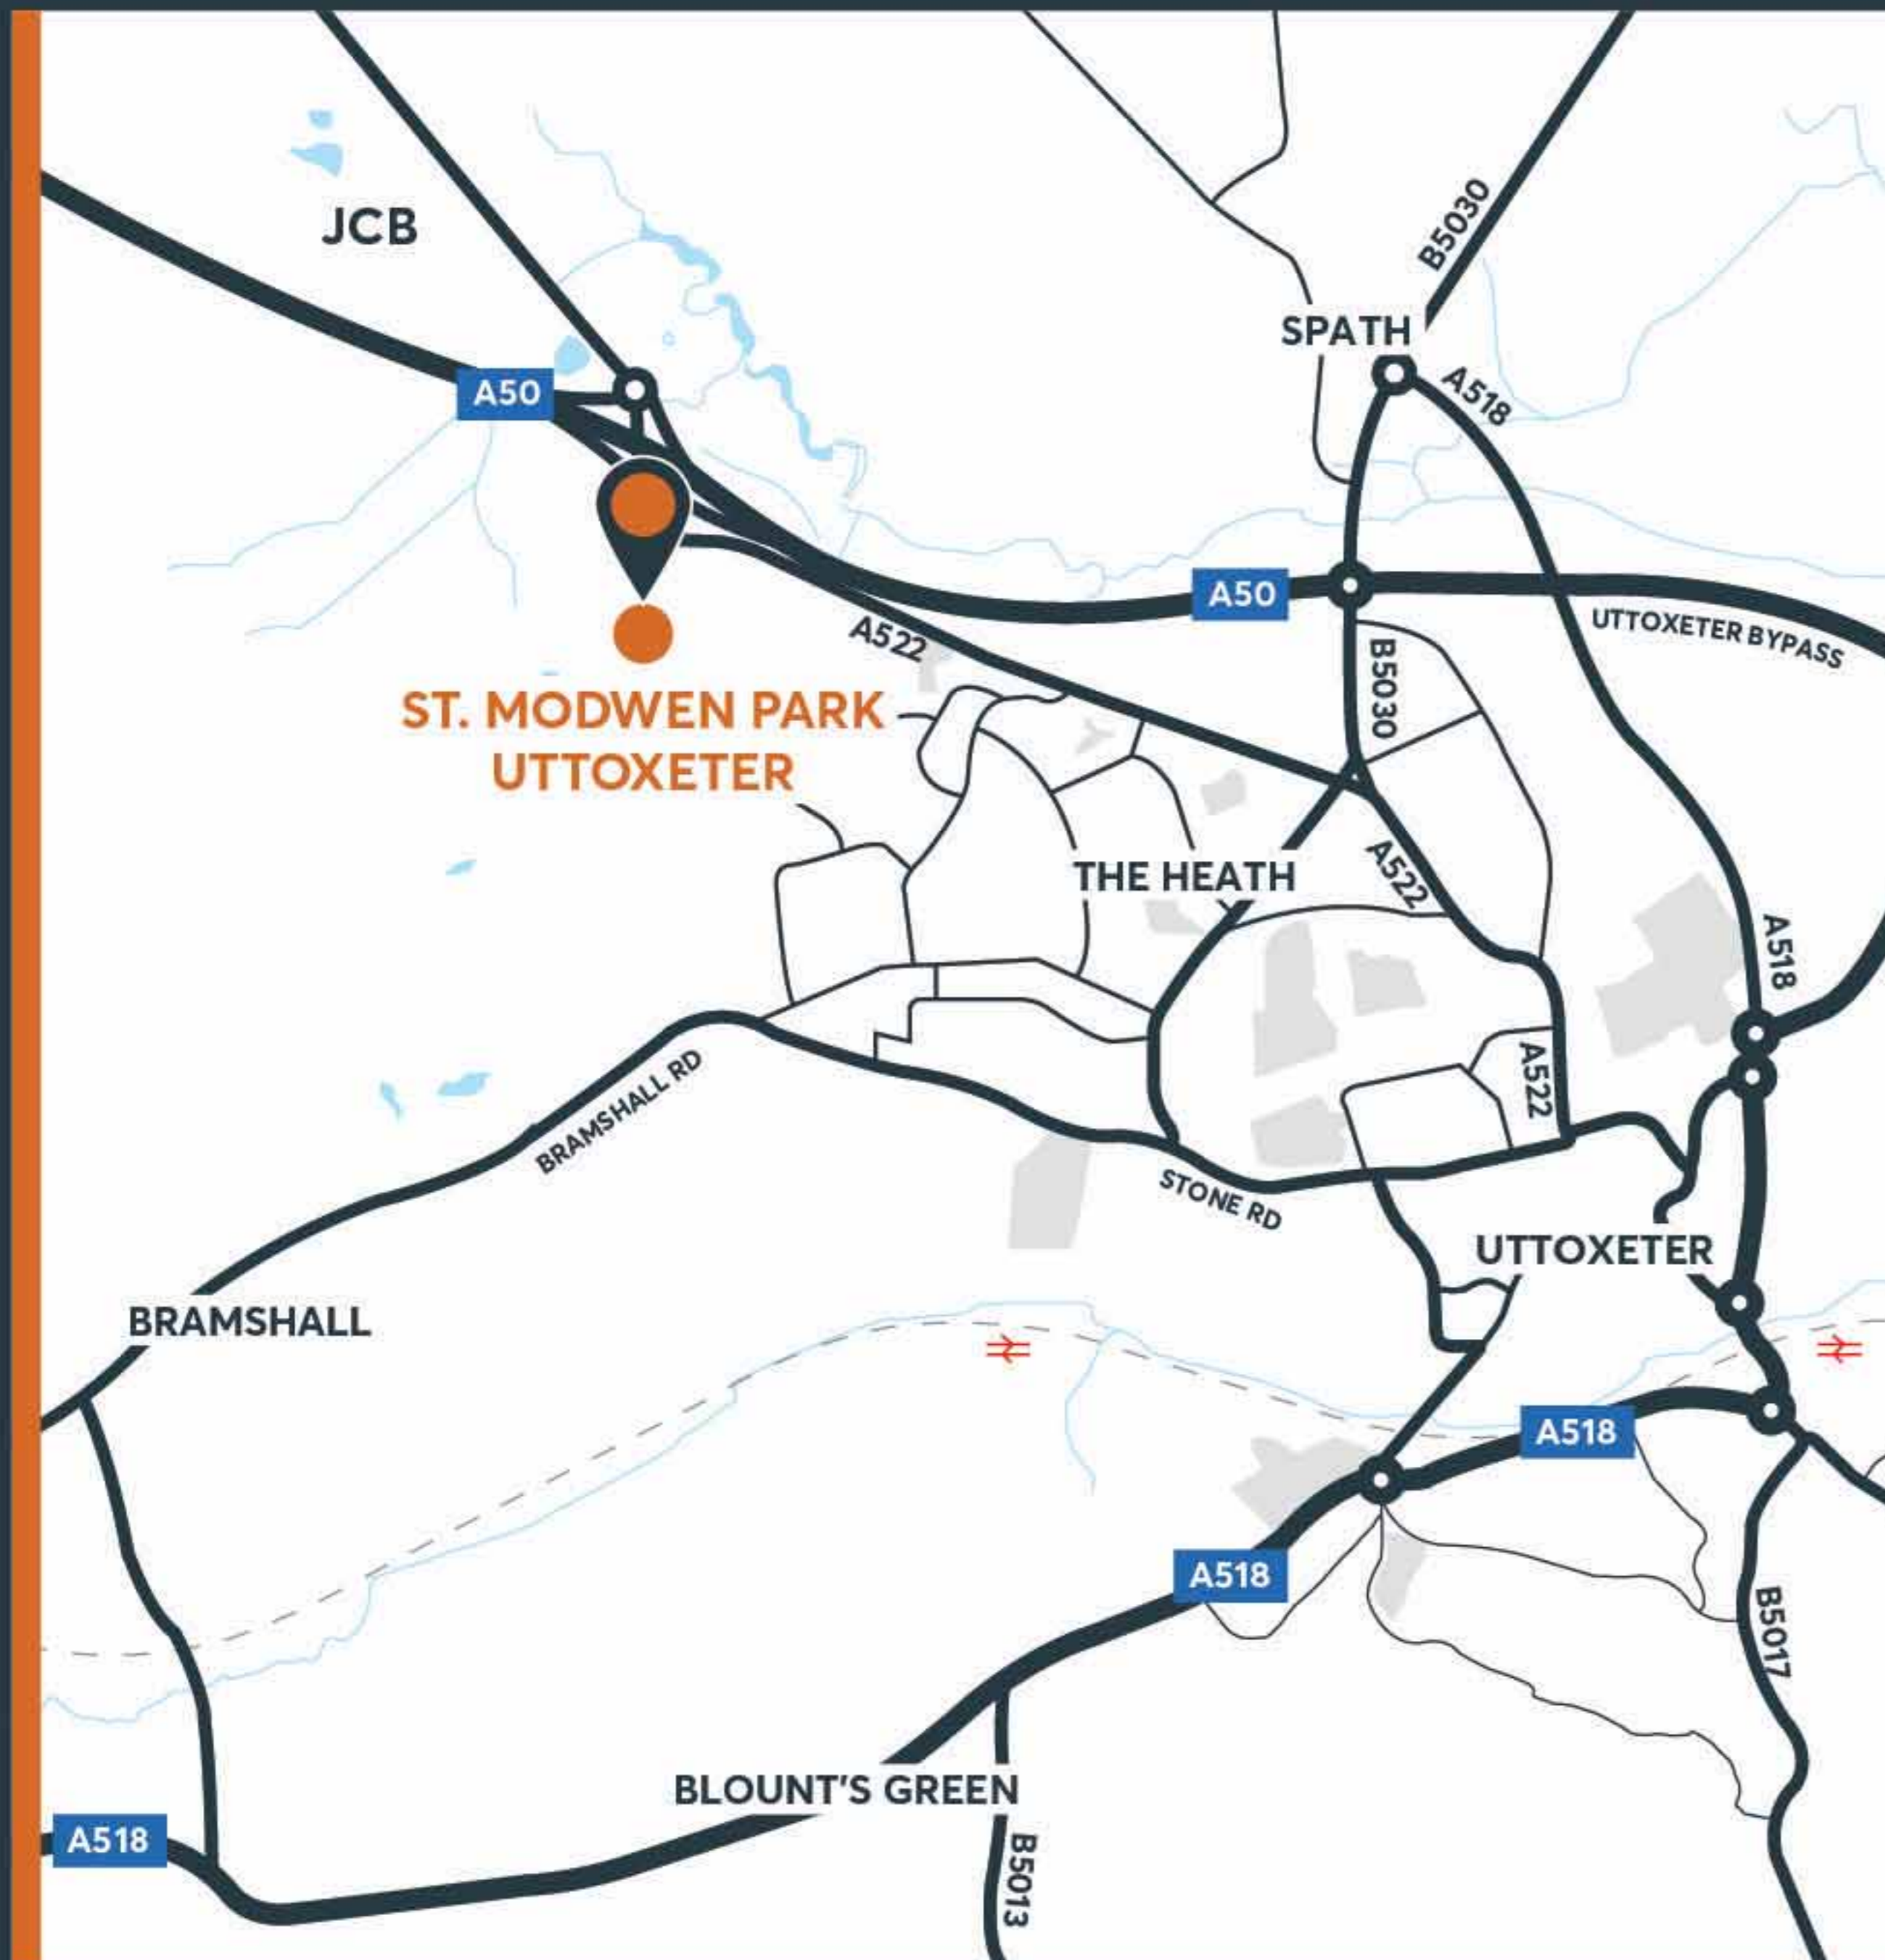 JCB
B5030
SPATH
A518
A50
A50
UTTOXETER BYPASS
A522
B5030
ST. MODWEN PARK
UTTOXETER
THE HEATH
A522
A518
BRAMSHALL RD
A522
STONE RD
UTTOXETER
BRAMSHALL
A518
A518
B5017
BLOUNT'S GREEN
A518
B5013